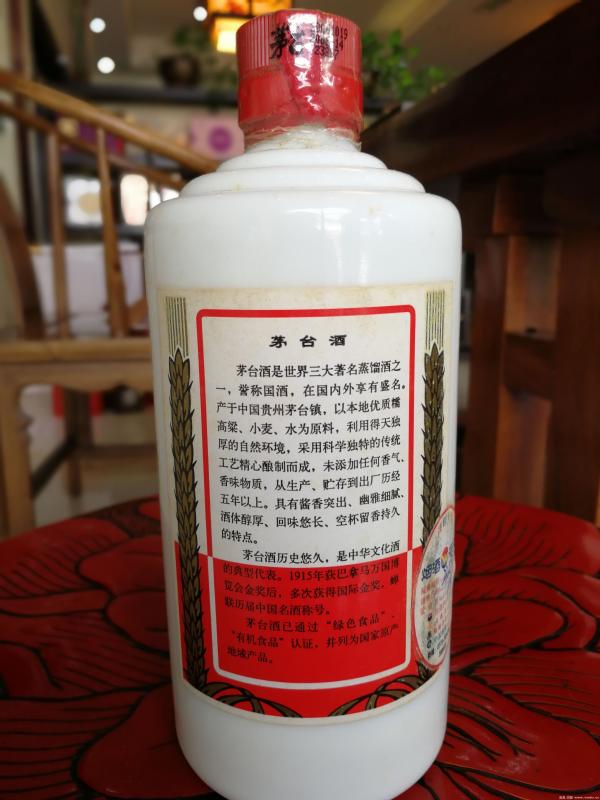 茅台
茅台酒
茅台酒是世界三大著名蒸馏酒之
一，誉称国酒，在国内外享有盛名。
产于中国贵州茅台镇，以本地优质糯
高粱、小麦、水为原料，利用得天独
厚的自然环境，采用科学独特的传统
工艺精心酿制而成，未添加任何香气、
香味物质，从生产、贮存到出厂历经
五年以上。具有酱香突出、幽雅细腻、
酒体醇厚、回味悠长、空杯留香持久
的特点。
茅台酒历史悠久，是中华文化酒
的典型代表。1915年获巴拿马万国博
览会金奖后，多次获得国际金奖，蝉
联历届中国名酒称号。
茅台酒已通过“绿色食品”、
“有机食品”认证，并列为国家原产
地域产品。